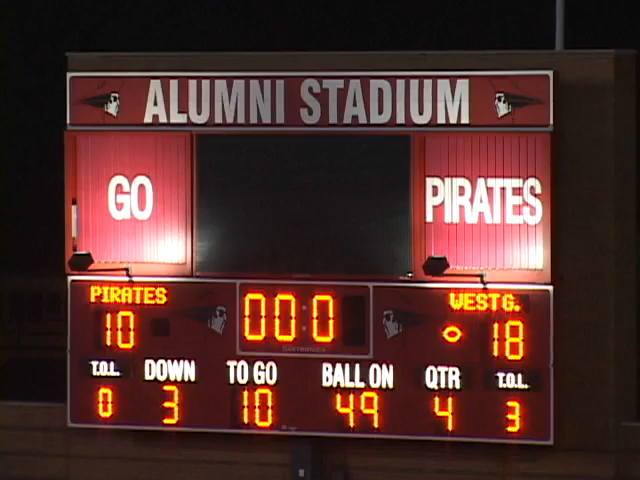 ALUMNI STADIUM
GO
PIRATES
PIRATES 00:0 WEST G.
10 18
T.O.L. DOWN TO GO BALL ON QTR T.O.L.
0 3 10 49 4 3